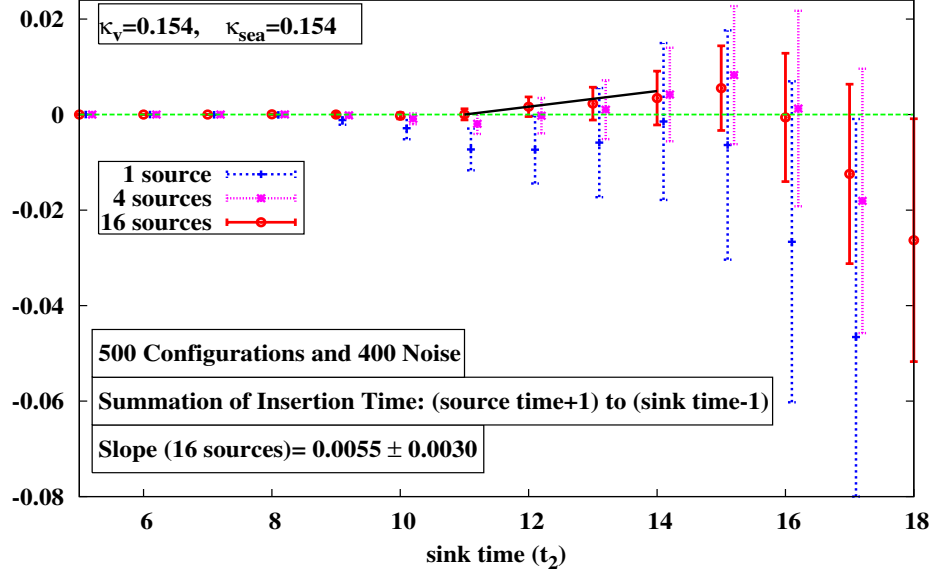 0.02
0
-0.02
-0.04
-0.06
-0.08
κv=0.154, κsea=0.154
1 source
4 sources
16 sources
500 Configurations and 400 Noise
Summation of Insertion Time: (source time+1) to (sink time-1)
Slope (16 sources)= 0.0055 ± 0.0030
6 8 10 12 14 16 18
sink time (t2)